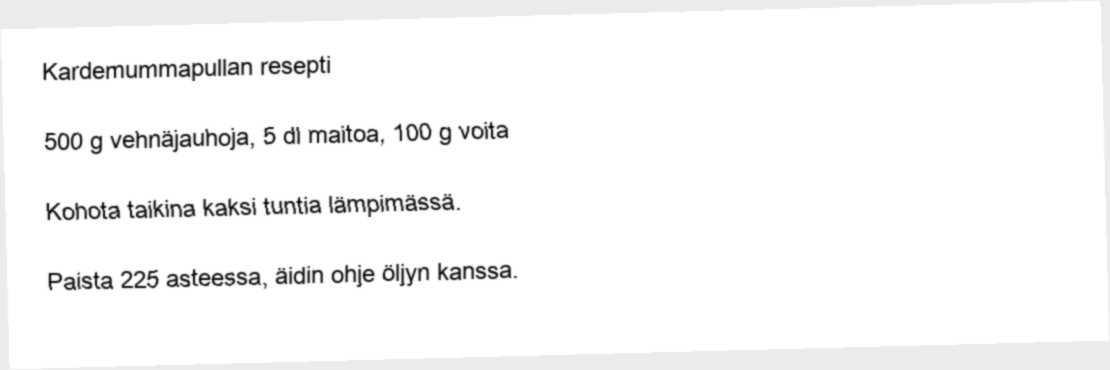 Kardemummapullan resepti
500 g vehnäjauhoja, 5 dl maitoa, 100 g voita
Kohota taikina kaksi tuntia lämpimässä.
Paista 225 asteessa, äidin ohje öljyn kanssa.